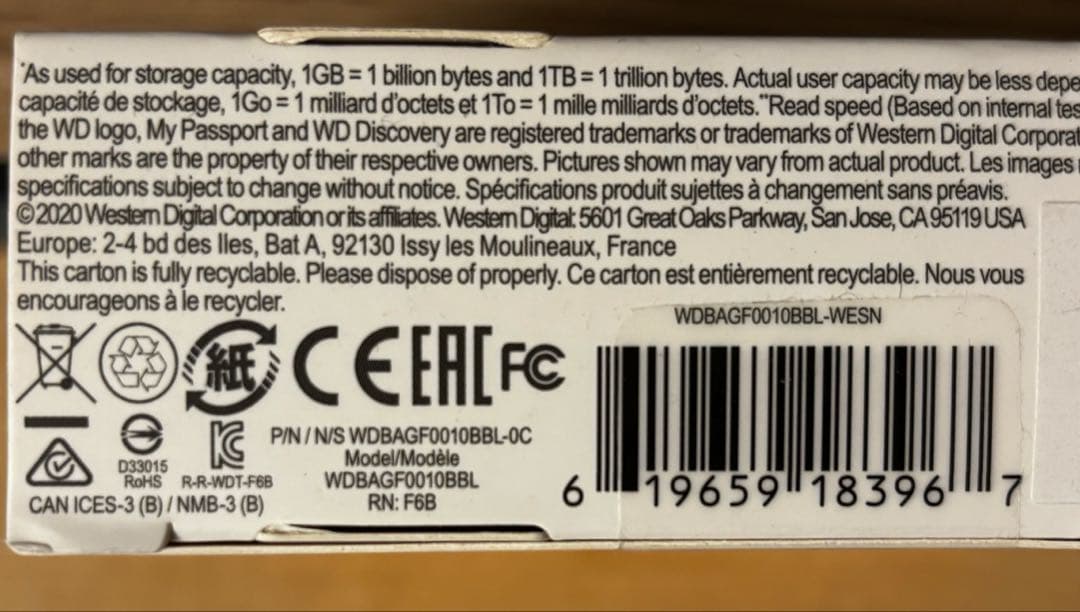 *As used for storage capacity, 1GB = 1 billion bytes and 1TB = 1 trillion bytes. Actual user capacity may be less depe
capacité de stockage, 1Go = 1 milliard d'octets et 1To = 1 mille milliards d'octets. **Read speed (Based on internal tes
the WD logo, My Passport and WD Discovery are registered trademarks or trademarks of Western Digital Corporat
other marks are the property of their respective owners. Pictures shown may vary from actual product. Les images
specifications subject to change without notice. Spécifications produit sujettes à changement sans préavis.
©2020 Western Digital Corporation or its affiliates. Western Digital: 5601 Great Oaks Parkway, San Jose, CA 95119 USA
Europe: 2-4 bd des Iles, Bat A, 92130 Issy les Moulineaux, France
This carton is fully recyclable. Please dispose of properly. Ce carton est entièrement recyclable. Nous vous
encourageons à le recycler.
WDBAGF0010BBL-WESN
紙 CE EAC FC
P/N / N/S WDBAGF0010BBL-0C
Model/Modèle
WDBAGF0010BBL
RN: F6B
D33015
RoHS
R-R-WDT-F6B
CAN ICES-3 (B) / NMB-3 (B)
6 19659 18396 7